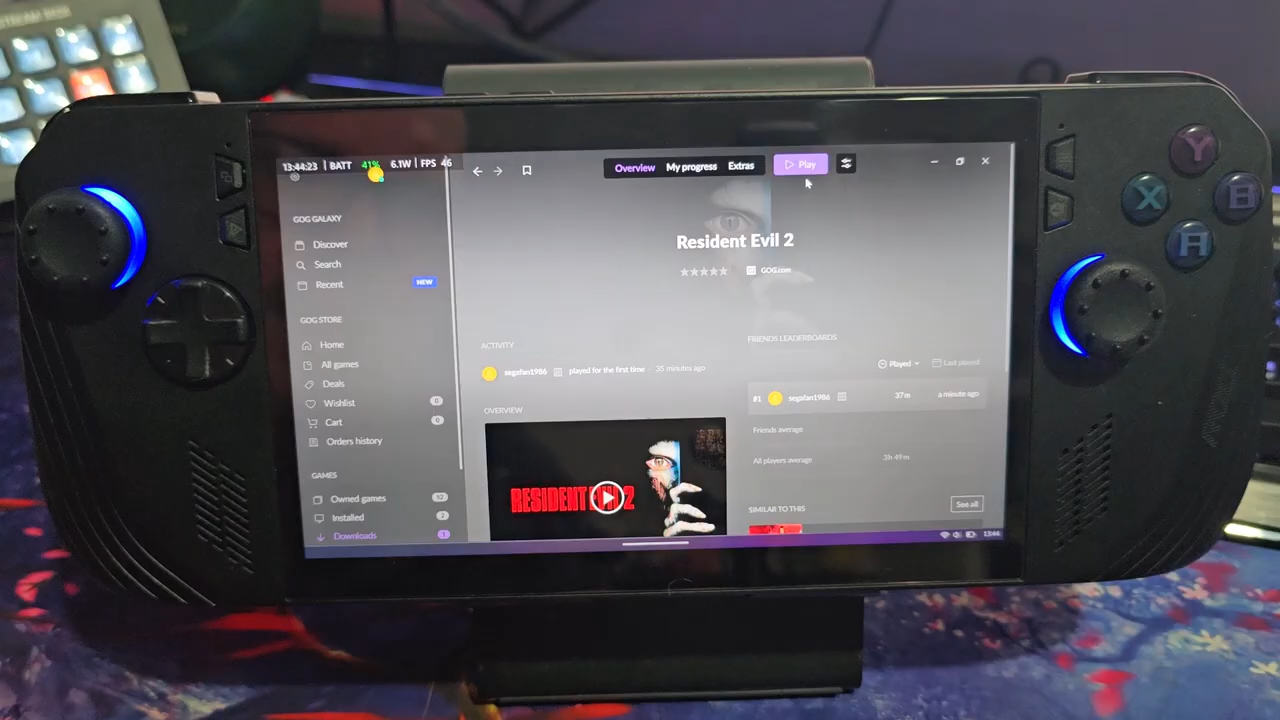 STREAM BOX
13:44:23 | BATT 41% 6.1W | FPS 46
Overview My progress Extras Play
GOG GALAXY
Discover
Search
Recent NEW
GOG STORE
Home
All games
Deals
Wishlist 0
Cart 0
Orders history
GAMES
Owned games 12
Installed 2
Downloads 1
Resident Evil 2
GOG.com
ACTIVITY
segafan1986 played for the first time · 35 minutes ago
OVERVIEW
RESIDENT EVIL 2
FRIENDS LEADERBOARDS
Played Last played
#1 segafan1986 37m a minute ago
Friends average
All players average 3h 49m
See all
SIMILAR TO THIS
13:44
Y
X
B
A